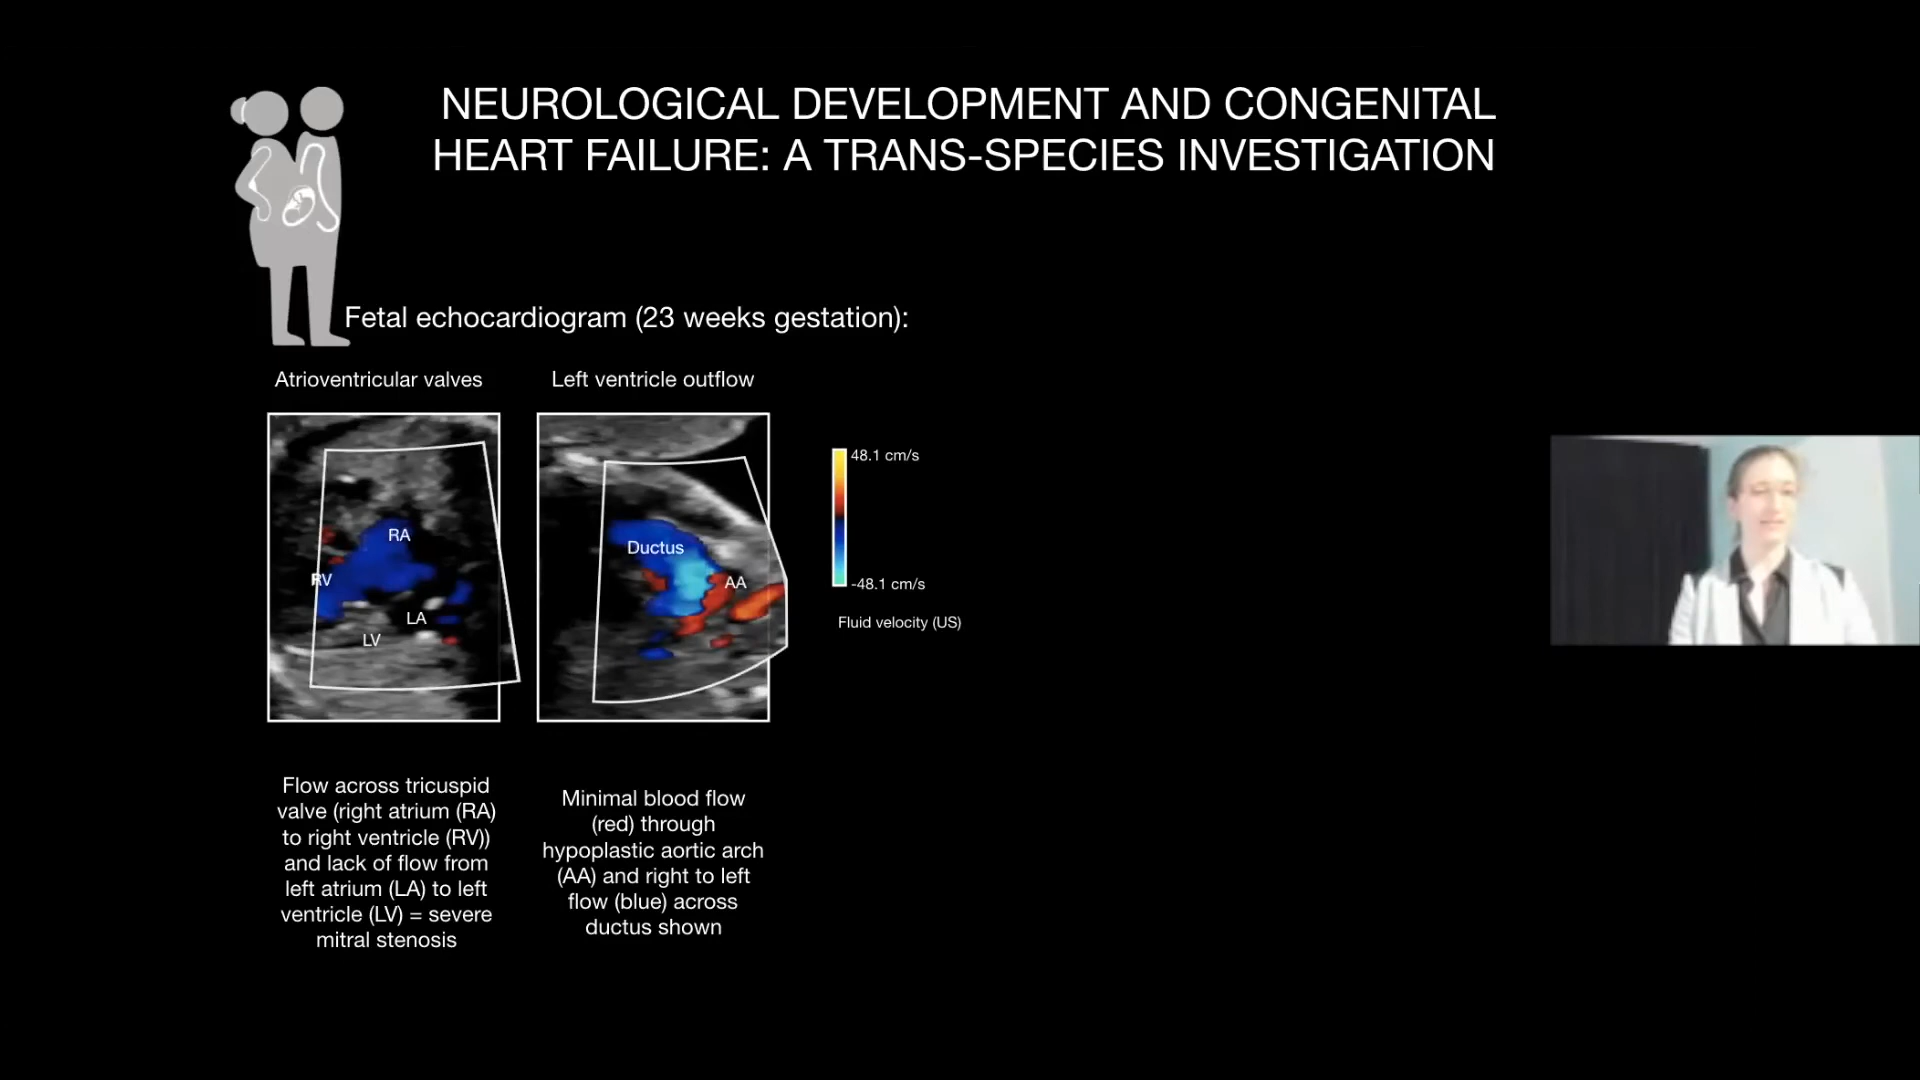 NEUROLOGICAL DEVELOPMENT AND CONGENITAL
HEART FAILURE: A TRANS-SPECIES INVESTIGATION
Fetal echocardiogram (23 weeks gestation):
Atrioventricular valves
Left ventricle outflow
RA
RV
LA
LV
Ductus
AA
48.1 cm/s
-48.1 cm/s
Fluid velocity (US)
Flow across tricuspid
valve (right atrium (RA)
to right ventricle (RV))
and lack of flow from
left atrium (LA) to left
ventricle (LV) = severe
mitral stenosis
Minimal blood flow
(red) through
hypoplastic aortic arch
(AA) and right to left
flow (blue) across
ductus shown